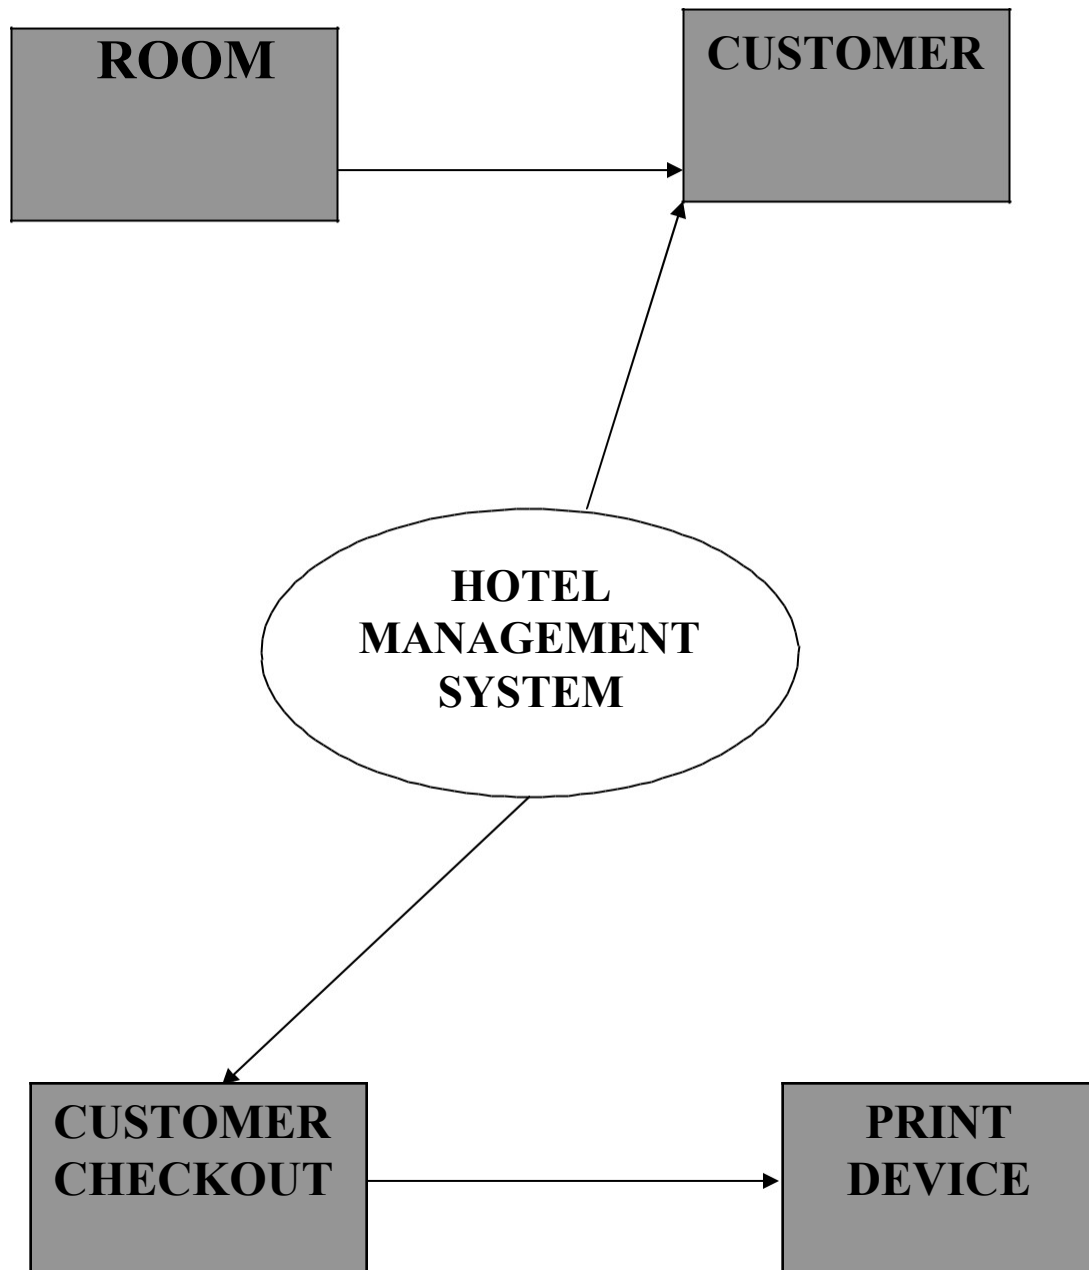 ROOM
CUSTOMER
HOTEL
MANAGEMENT
SYSTEM
CUSTOMER
CHECKOUT
PRINT
DEVICE